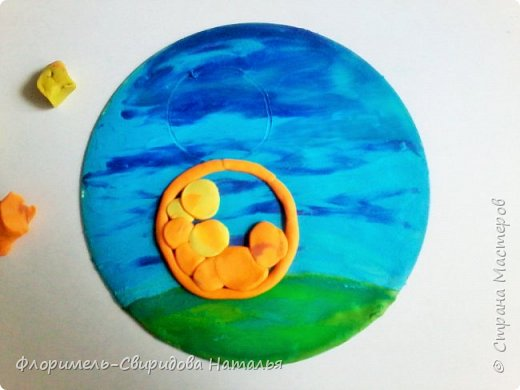 Флоримель-Свиридова Наталья
© Страна Мастеров